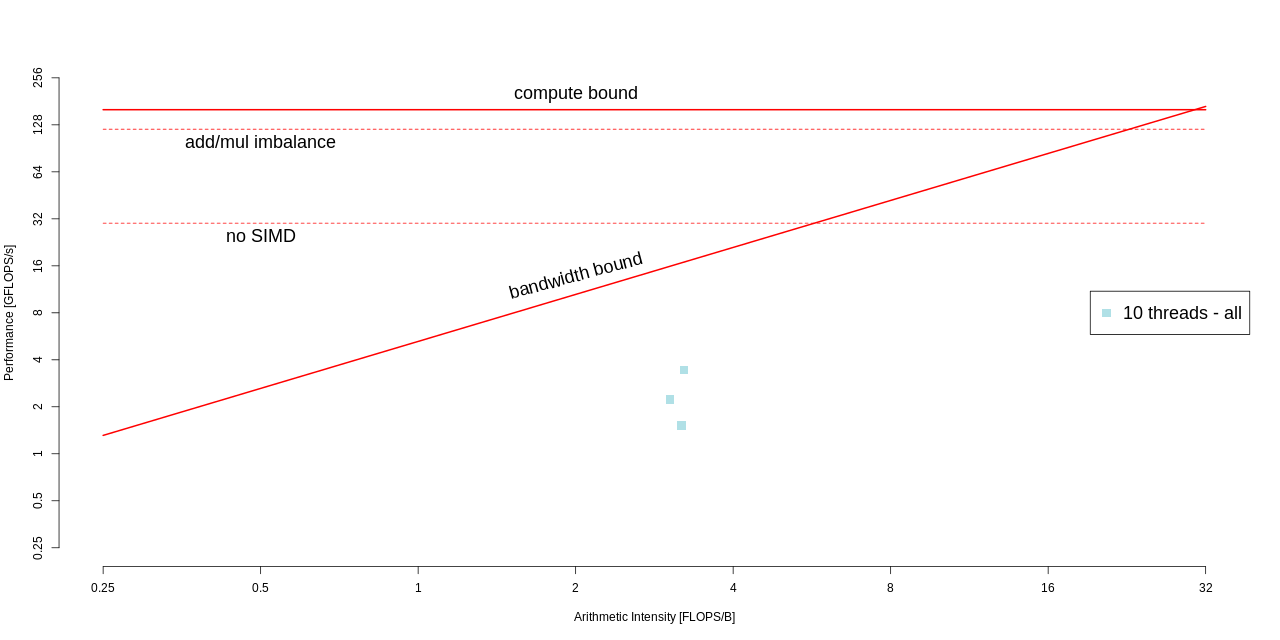 256
128
64
32
16
8
4
2
1
0.5
0.25
Performance [GFLOPS/s]
compute bound
add/mul imbalance
no SIMD
bandwidth bound
10 threads - all
0.25 0.5 1 2 4 8 16 32
Arithmetic Intensity [FLOPS/B]